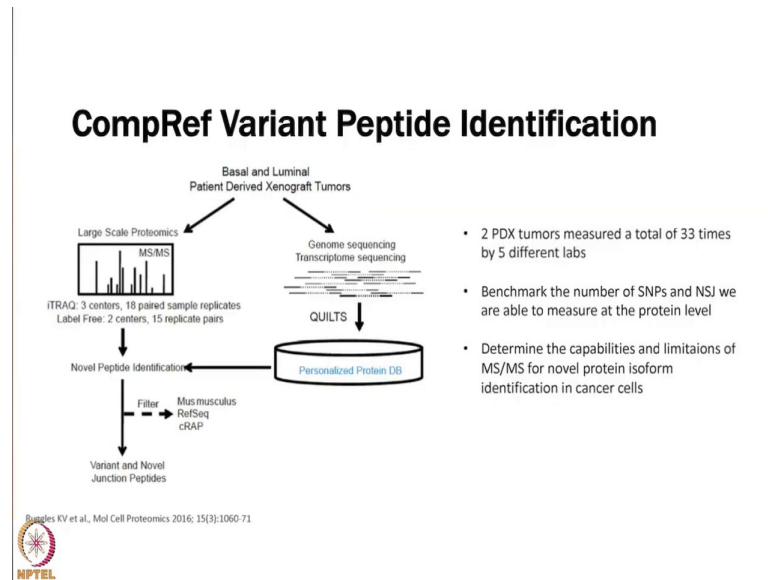 CompRef Variant Peptide Identification
Basal and Luminal
Patient Derived Xenograft Tumors
Large Scale Proteomics
MS/MS
iTRAQ: 3 centers, 18 paired sample replicates
Label Free: 2 centers, 15 replicate pairs
Genome sequencing
Transcriptome sequencing
QUILTS
Novel Peptide Identification
Personalized Protein DB
Filter
Mus musculus
RefSeq
cRAP
Variant and Novel
Junction Peptides
• 2 PDX tumors measured a total of 33 times
by 5 different labs
• Benchmark the number of SNPs and NSJ we
are able to measure at the protein level
• Determine the capabilities and limitaions of
MS/MS for novel protein isoform
identification in cancer cells
Ruggles KV et al., Mol Cell Proteomics 2016; 15(3):1060-71
NPTEL